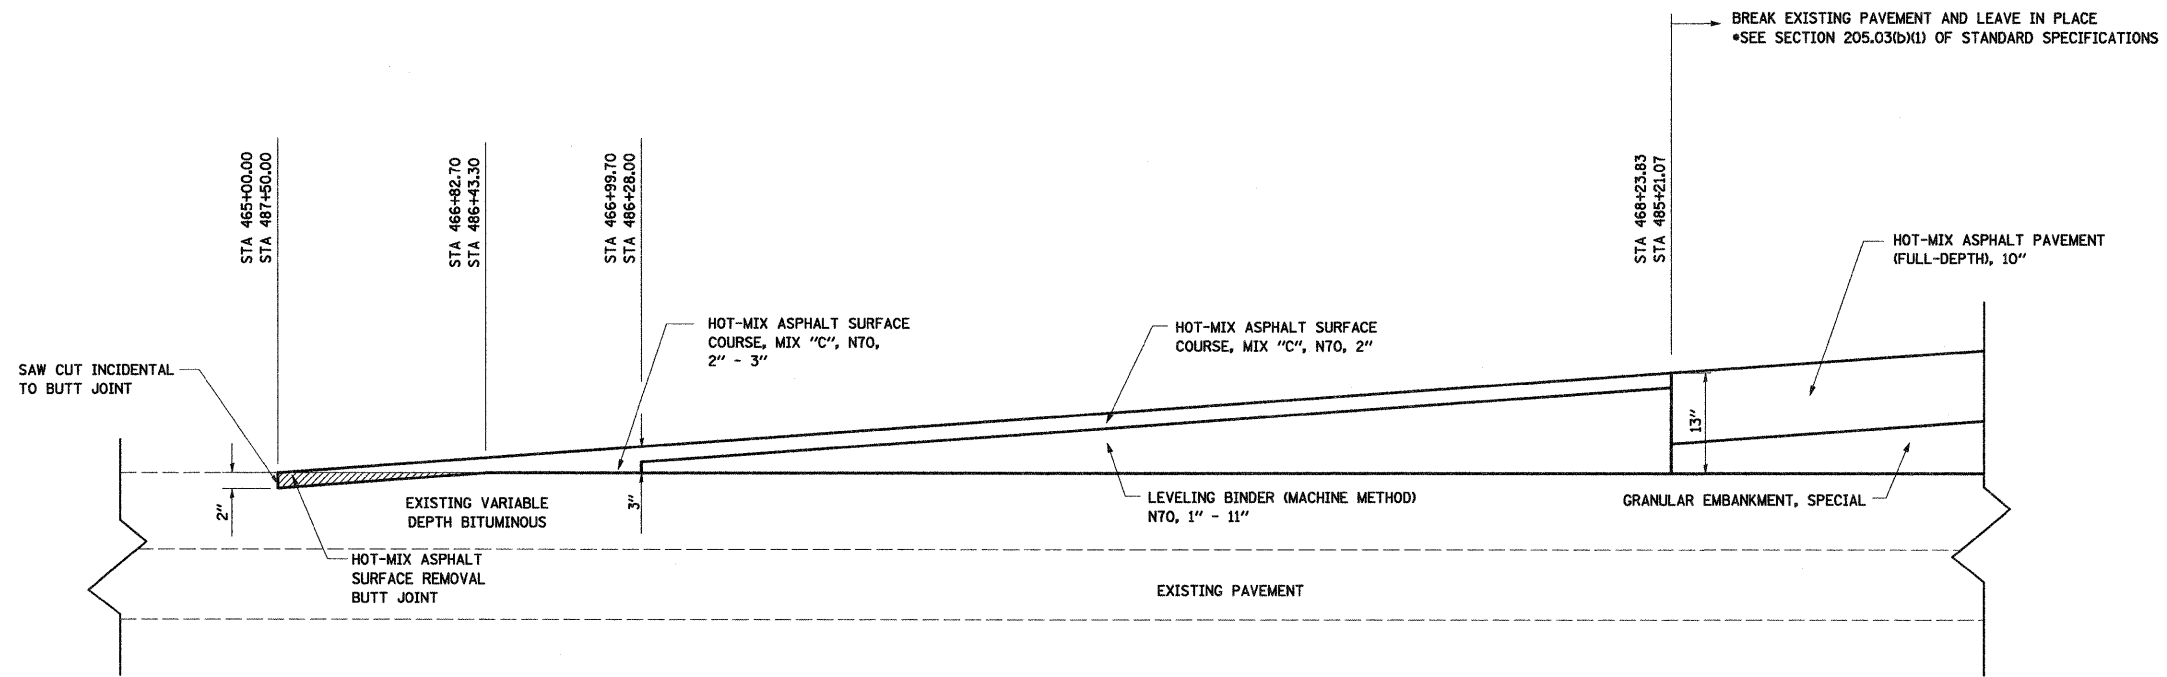 BREAK EXISTING PAVEMENT AND LEAVE IN PLACE
*SEE SECTION 205.03(b)(1) OF STANDARD SPECIFICATIONS
STA 465+00.00
STA 487+50.00
STA 466+82.70
STA 486+43.30
STA 466+99.70
STA 486+28.00
STA 468+23.83
STA 485+21.07
HOT-MIX ASPHALT PAVEMENT
(FULL-DEPTH), 10"
HOT-MIX ASPHALT SURFACE
COURSE, MIX "C", N70,
2" - 3"
HOT-MIX ASPHALT SURFACE
COURSE, MIX "C", N70, 2"
SAW CUT INCIDENTAL
TO BUTT JOINT
13"
2"
EXISTING VARIABLE
DEPTH BITUMINOUS
3"
LEVELING BINDER (MACHINE METHOD)
N70, 1" - 11"
GRANULAR EMBANKMENT, SPECIAL
HOT-MIX ASPHALT
SURFACE REMOVAL
BUTT JOINT
EXISTING PAVEMENT